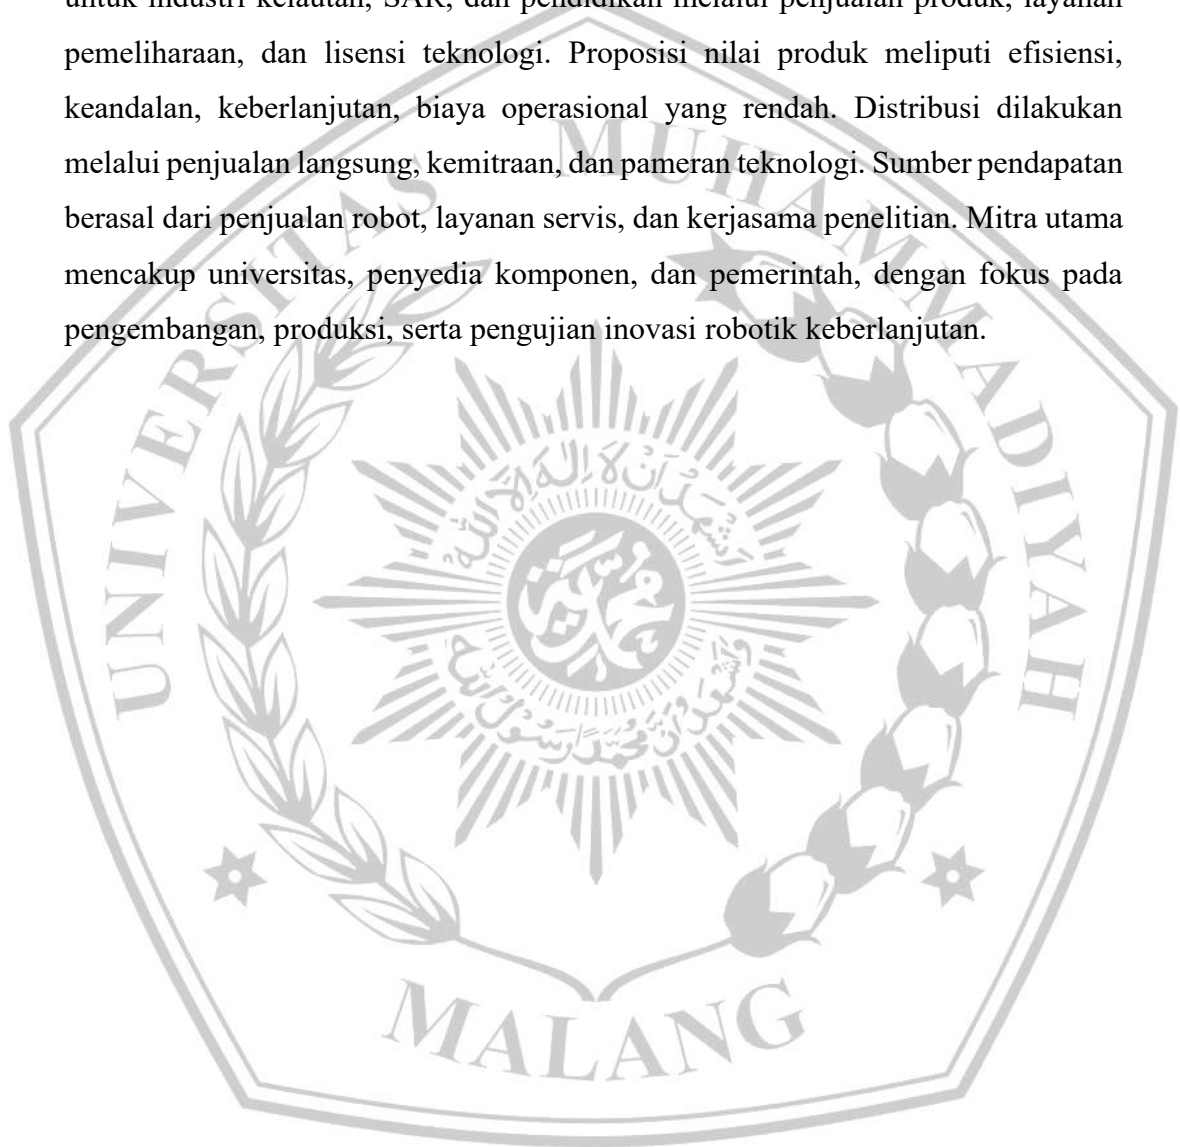 untuk industri kelautan, SAR, dan pendidikan melalui penjualan produk, layanan
pemeliharaan, dan lisensi teknologi. Proposisi nilai produk meliputi efisiensi,
keandalan, keberlanjutan, biaya operasional yang rendah. Distribusi dilakukan
melalui penjualan langsung, kemitraan, dan pameran teknologi. Sumber pendapatan
berasal dari penjualan robot, layanan servis, dan kerjasama penelitian. Mitra utama
mencakup universitas, penyedia komponen, dan pemerintah, dengan fokus pada
pengembangan, produksi, serta pengujian inovasi robotik keberlanjutan.
UNIVERSITAS MUHAMMADIYAH
MALANG